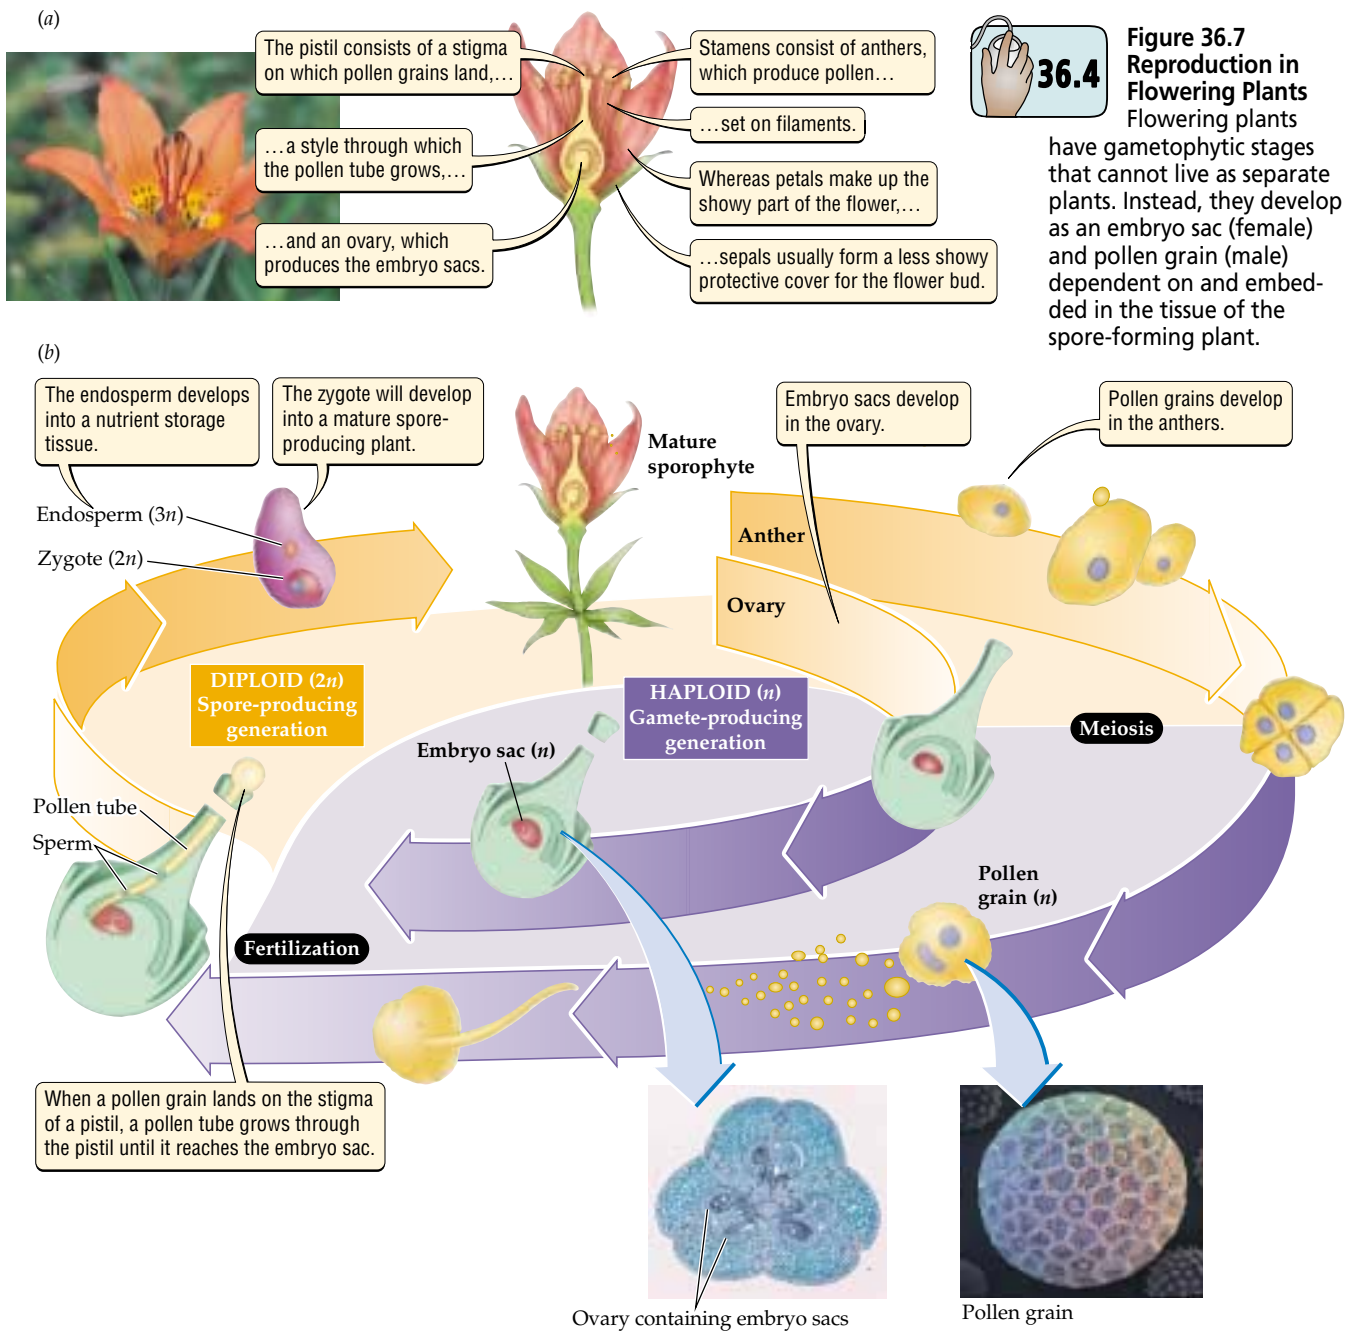 (a)
The pistil consists of a stigma
on which pollen grains land,…
…a style through which
the pollen tube grows,…
…and an ovary, which
produces the embryo sacs.
Stamens consist of anthers,
which produce pollen…
…set on filaments.
Whereas petals make up the
showy part of the flower,…
…sepals usually form a less showy
protective cover for the flower bud.
36.4
Figure 36.7
Reproduction in
Flowering Plants
Flowering plants
have gametophytic stages
that cannot live as separate
plants. Instead, they develop
as an embryo sac (female)
and pollen grain (male)
dependent on and embed-
ded in the tissue of the
spore-forming plant.
(b)
The endosperm develops
into a nutrient storage
tissue.
The zygote will develop
into a mature spore-
producing plant.
Mature
sporophyte
Embryo sacs develop
in the ovary.
Pollen grains develop
in the anthers.
Endosperm (3n)
Zygote (2n)
Anther
Ovary
DIPLOID (2n)
Spore-producing
generation
HAPLOID (n)
Gamete-producing
generation
Meiosis
Embryo sac (n)
Pollen tube
Sperm
Pollen
grain (n)
Fertilization
When a pollen grain lands on the stigma
of a pistil, a pollen tube grows through
the pistil until it reaches the embryo sac.
Ovary containing embryo sacs
Pollen grain